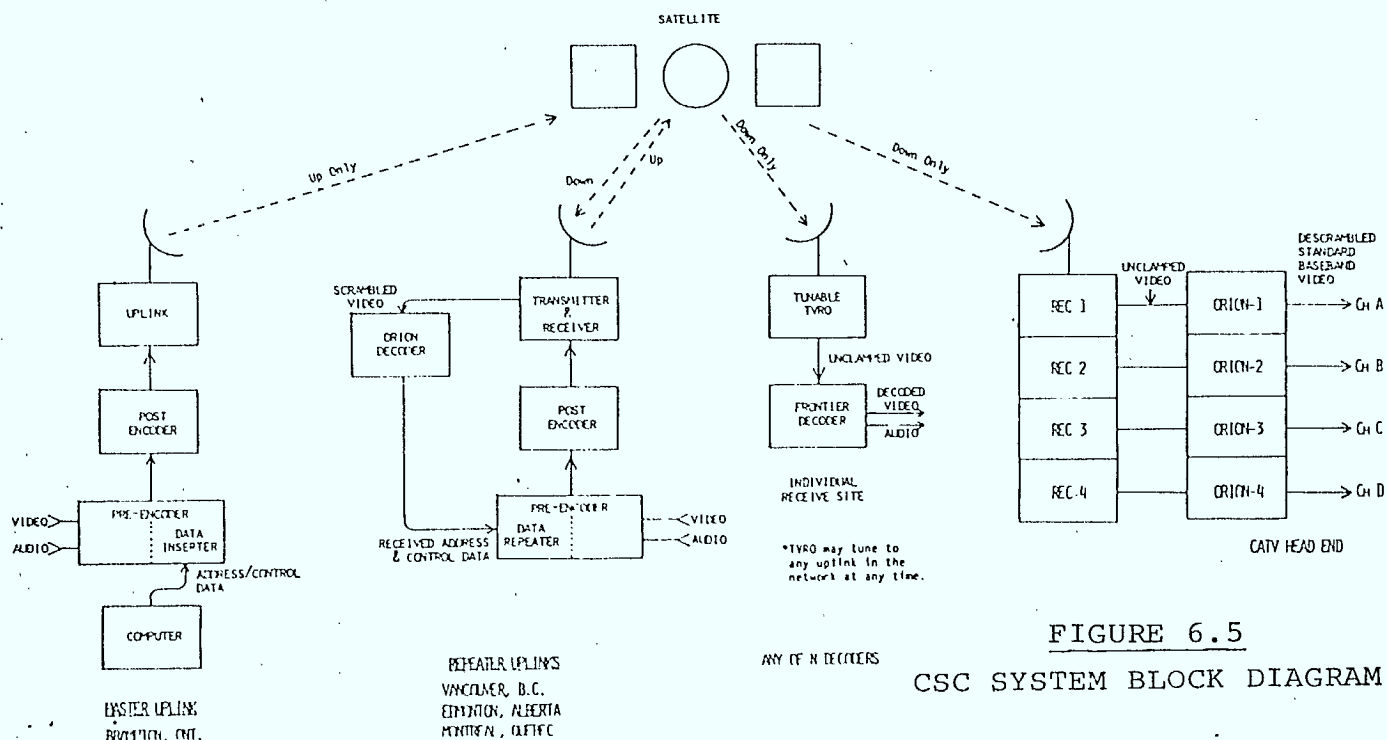 SATELLITE
Up Only
Down
Up
Down Only
Down Only
UPLINK
POST
ENCODER
PRE-ENCODER
DATA
INSERTER
VIDEO
AUDIO
ADDRESS/CONTROL
DATA
COMPUTER
MASTER UPLINK
BRAMPTON, ONT.
SCRAMBLED
VIDEO
ORION
DECODER
TRANSMITTER
&
RECEIVER
POST
ENCODER
PRE-ENCODER
DATA
REPEATER
RECEIVED ADDRESS
& CONTROL DATA
VIDEO
AUDIO
REPEATER UPLINKS
VANCOUVER, B.C.
EDMONTON, ALBERTA
MONTREAL, QUEBEC
TUNABLE
TVRO
UNCLAMPED VIDEO
FRONTIER
DECODER
DECODED
VIDEO
AUDIO
INDIVIDUAL
RECEIVE SITE
*TVRO may tune to
any uplink in the
network at any time.
ANY OF N DECODERS
UNCLAMPED
VIDEO
DESCRAMBLED
STANDARD
BASEBAND
VIDEO
REC 1
ORION-1
CH A
REC 2
ORION-2
CH B
REC 3
ORION-3
CH C
REC 4
ORION-4
CH D
CATV HEAD END
FIGURE 6.5
CSC SYSTEM BLOCK DIAGRAM